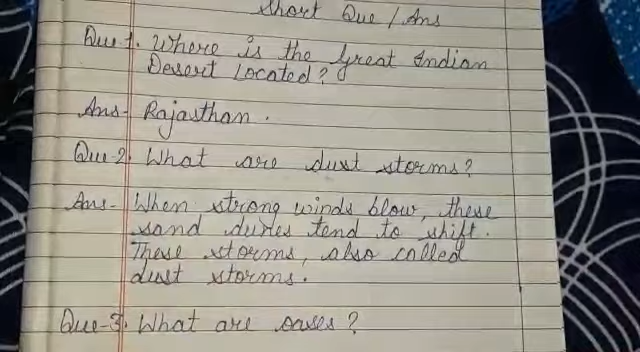 Short Que / Ans
Que 1. Where is the Great Indian
Desert Located?
Ans- Rajasthan.
Que-2. What are dust storms?
Ans- When strong winds blow, these
sand dunes tend to shift.
These storms, also called
dust storms.
Que-3. What are oases?